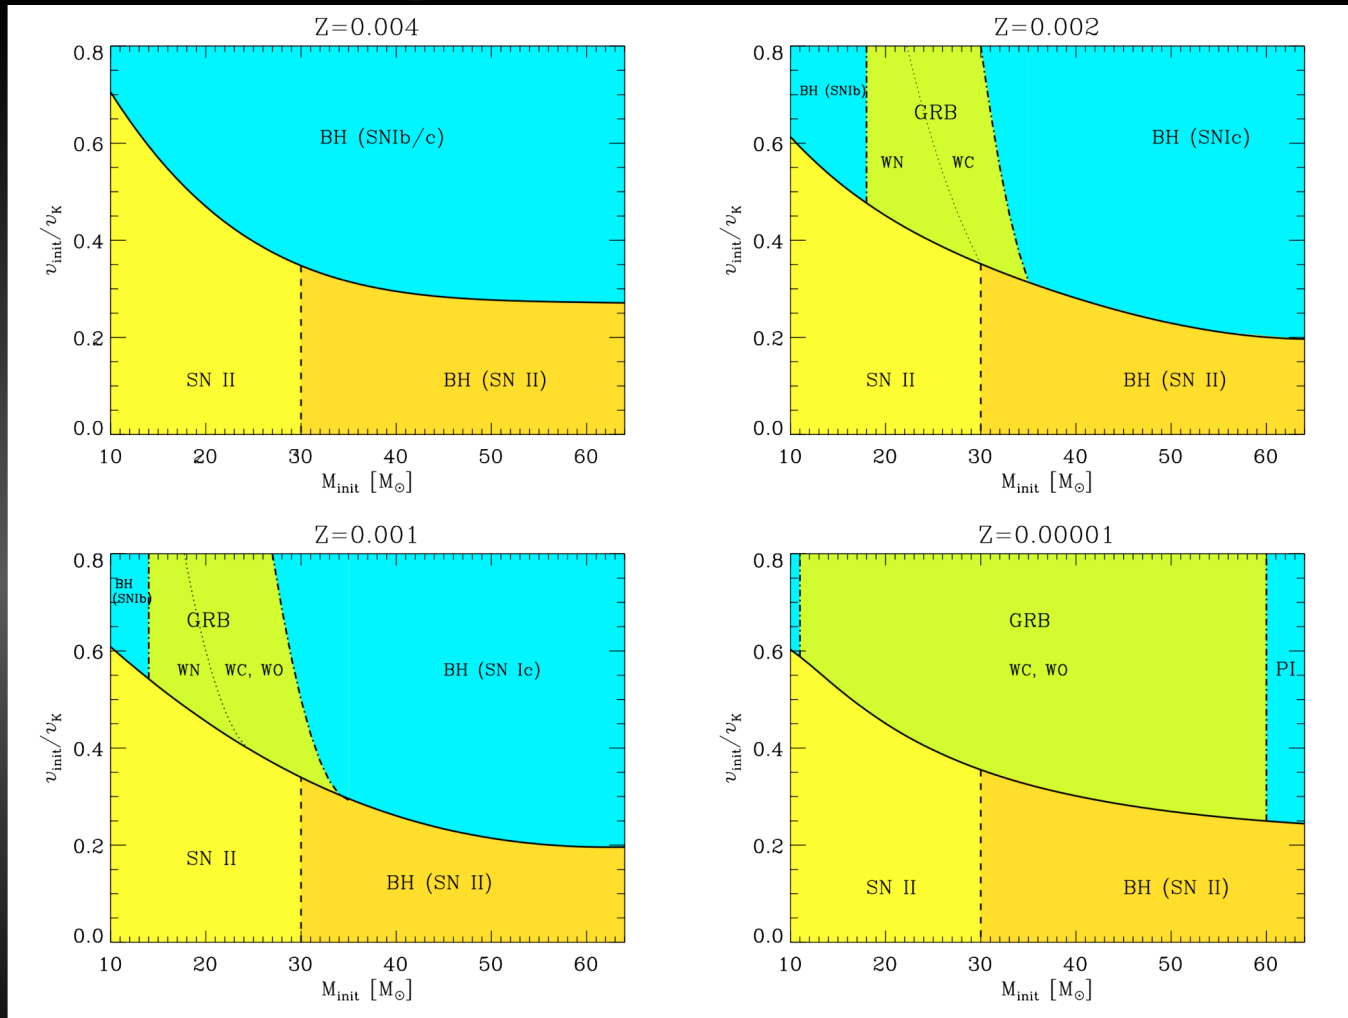 Z=0.004
0.8
0.6
0.4
0.2
0.0
v_init/v_K
BH (SNIb/c)
SN II
BH (SN II)
10 20 30 40 50 60
M_init [M_☉]
Z=0.002
0.8
0.6
0.4
0.2
0.0
v_init/v_K
BH (SNIb)
GRB
WN
WC
BH (SNIc)
SN II
BH (SN II)
10 20 30 40 50 60
M_init [M_☉]
Z=0.001
0.8
0.6
0.4
0.2
0.0
v_init/v_K
BH
(SNIb)
GRB
WN
WC, WO
BH (SN Ic)
SN II
BH (SN II)
10 20 30 40 50 60
M_init [M_☉]
Z=0.00001
0.8
0.6
0.4
0.2
0.0
v_init/v_K
GRB
WC, WO
PI
SN II
BH (SN II)
10 20 30 40 50 60
M_init [M_☉]